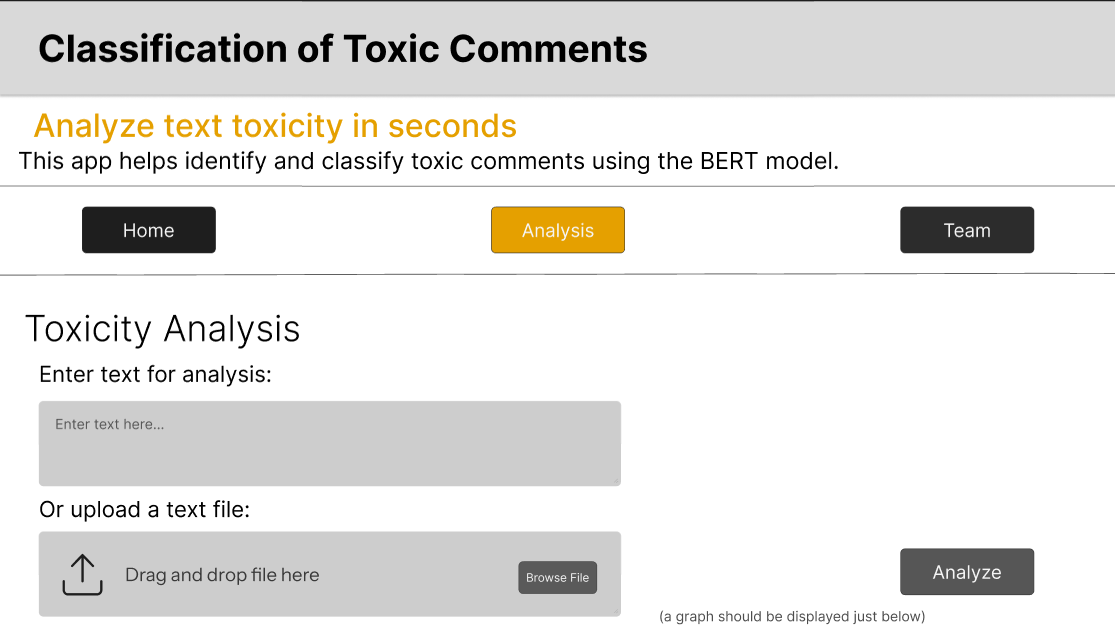 Classification of Toxic Comments
Analyze text toxicity in seconds
This app helps identify and classify toxic comments using the BERT model.
Home
Analysis
Team
Toxicity Analysis
Enter text for analysis:
Enter text here...
Or upload a text file:
Drag and drop file here
Browse File
Analyze
(a graph should be displayed just below)